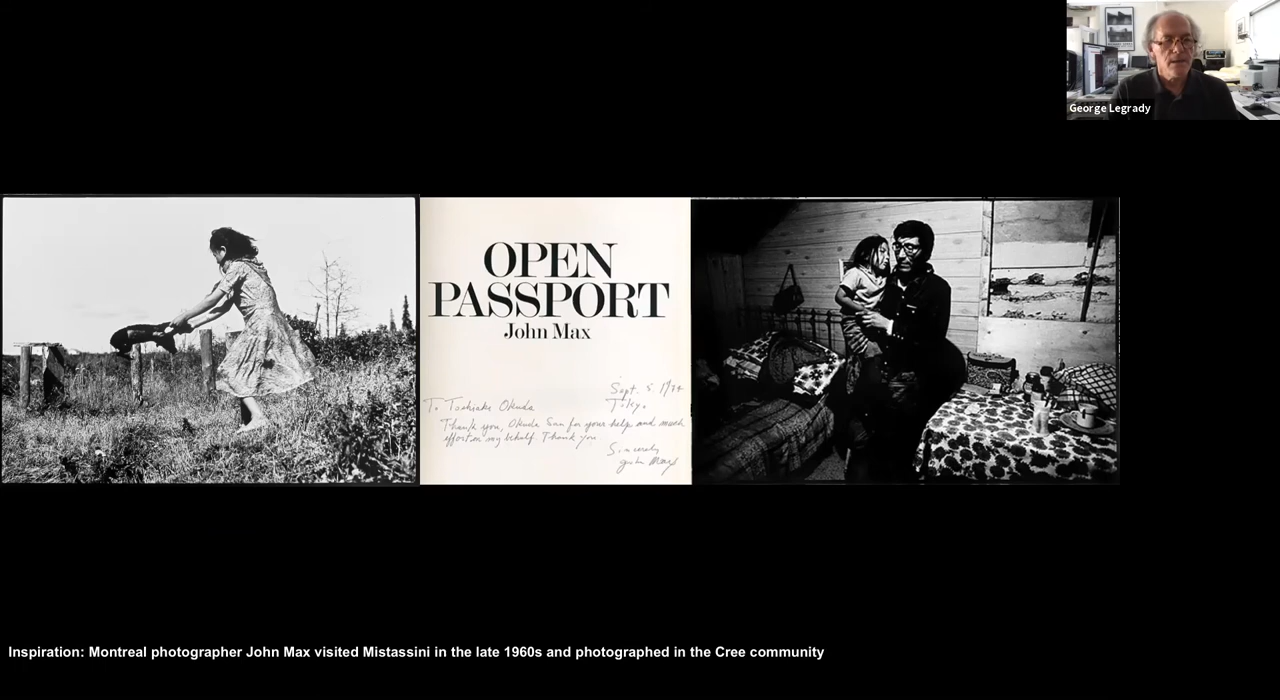 George Legrady
OPEN
PASSPORT
John Max
Sept. 5 1974
Tokyo
To Toshiaki Okuda
Thank you, Okuda San for your help and much
effort on my behalf. Thank you.
Sincerely
John Max
Inspiration: Montreal photographer John Max visited Mistassini in the late 1960s and photographed in the Cree community